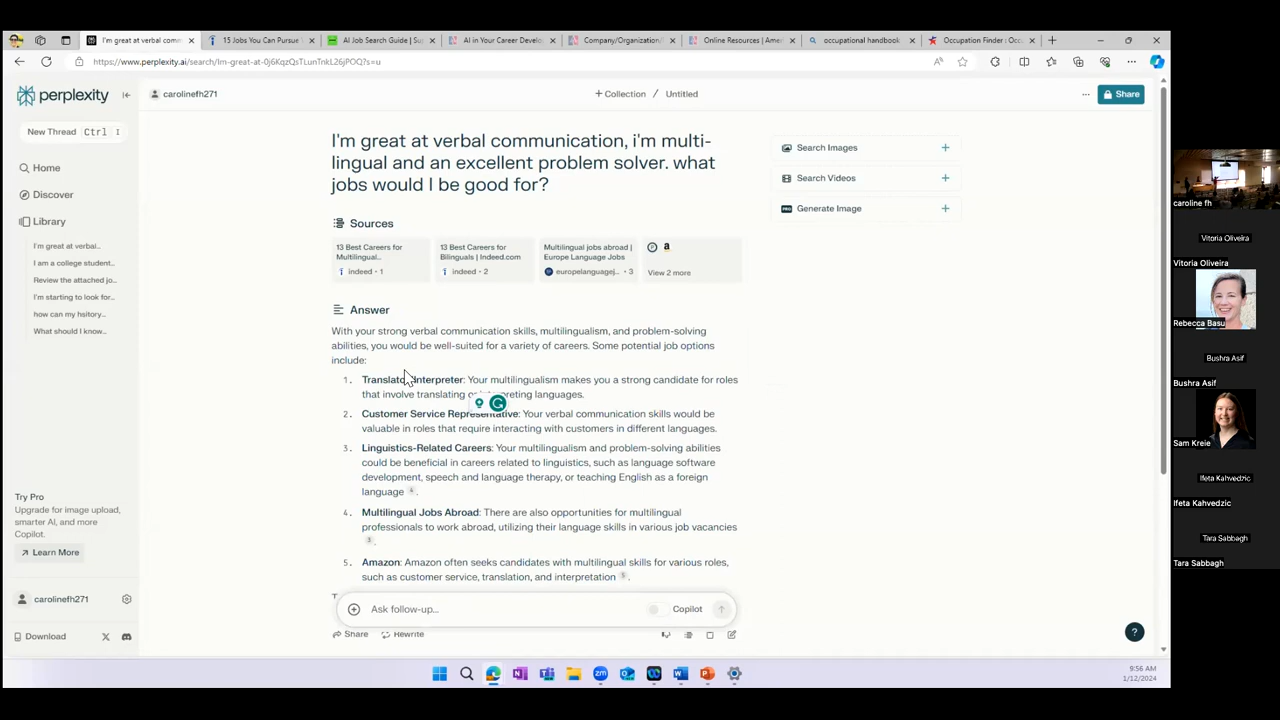 I'm great at verbal comm
15 Jobs You Can Pursue
AI Job Search Guide | Su
AI in Your Career Devel
Company/Organization/
Online Resources | Ame
occupational handbook
Occupation Finder : Occ
https://www.perplexity.ai/search/Im-great-at-0j6KqzQsTLunTnkL26jPOQ?s=u
perplexity
New Thread Ctrl I
Home
Discover
Library
I'm great at verbal...
I am a college student...
Review the attached jo...
I'm starting to look for...
how can my hsitory...
What should I know...
Try Pro
Upgrade for image upload,
smarter AI, and more
Copilot.
Learn More
carolinefh271
Download
carolinefh271
Collection / Untitled
Share
I'm great at verbal communication, i'm multi-
lingual and an excellent problem solver. what
jobs would I be good for?
Sources
13 Best Careers for
Multilingual...
indeed • 1
13 Best Careers for
Bilinguals | Indeed.com
indeed • 2
Multilingual jobs abroad |
Europe Language Jobs
europelanguagej... • 3
View 2 more
Answer
With your strong verbal communication skills, multilingualism, and problem-solving
abilities, you would be well-suited for a variety of careers. Some potential job options
include:
1. Translator/Interpreter: Your multilingualism makes you a strong candidate for roles
that involve translating or interpreting languages.
2. Customer Service Representative: Your verbal communication skills would be
valuable in roles that require interacting with customers in different languages.
3. Linguistics-Related Careers: Your multilingualism and problem-solving abilities
could be beneficial in careers related to linguistics, such as language software
development, speech and language therapy, or teaching English as a foreign
language 4.
4. Multilingual Jobs Abroad: There are also opportunities for multilingual
professionals to work abroad, utilizing their language skills in various job vacancies
3.
5. Amazon: Amazon often seeks candidates with multilingual skills for various roles,
such as customer service, translation, and interpretation 5.
Ask follow-up...
Copilot
Share
Rewrite
Search Images
Search Videos
PRO Generate Image
?
9:56 AM
1/12/2024
caroline fh
Vitoria Oliveira
Vitoria Oliveira
Rebecca Basu
Bushra Asif
Bushra Asif
Sam Kreie
Ifeta Kahvedzic
Ifeta Kahvedzic
Tara Sabbagh
Tara Sabbagh